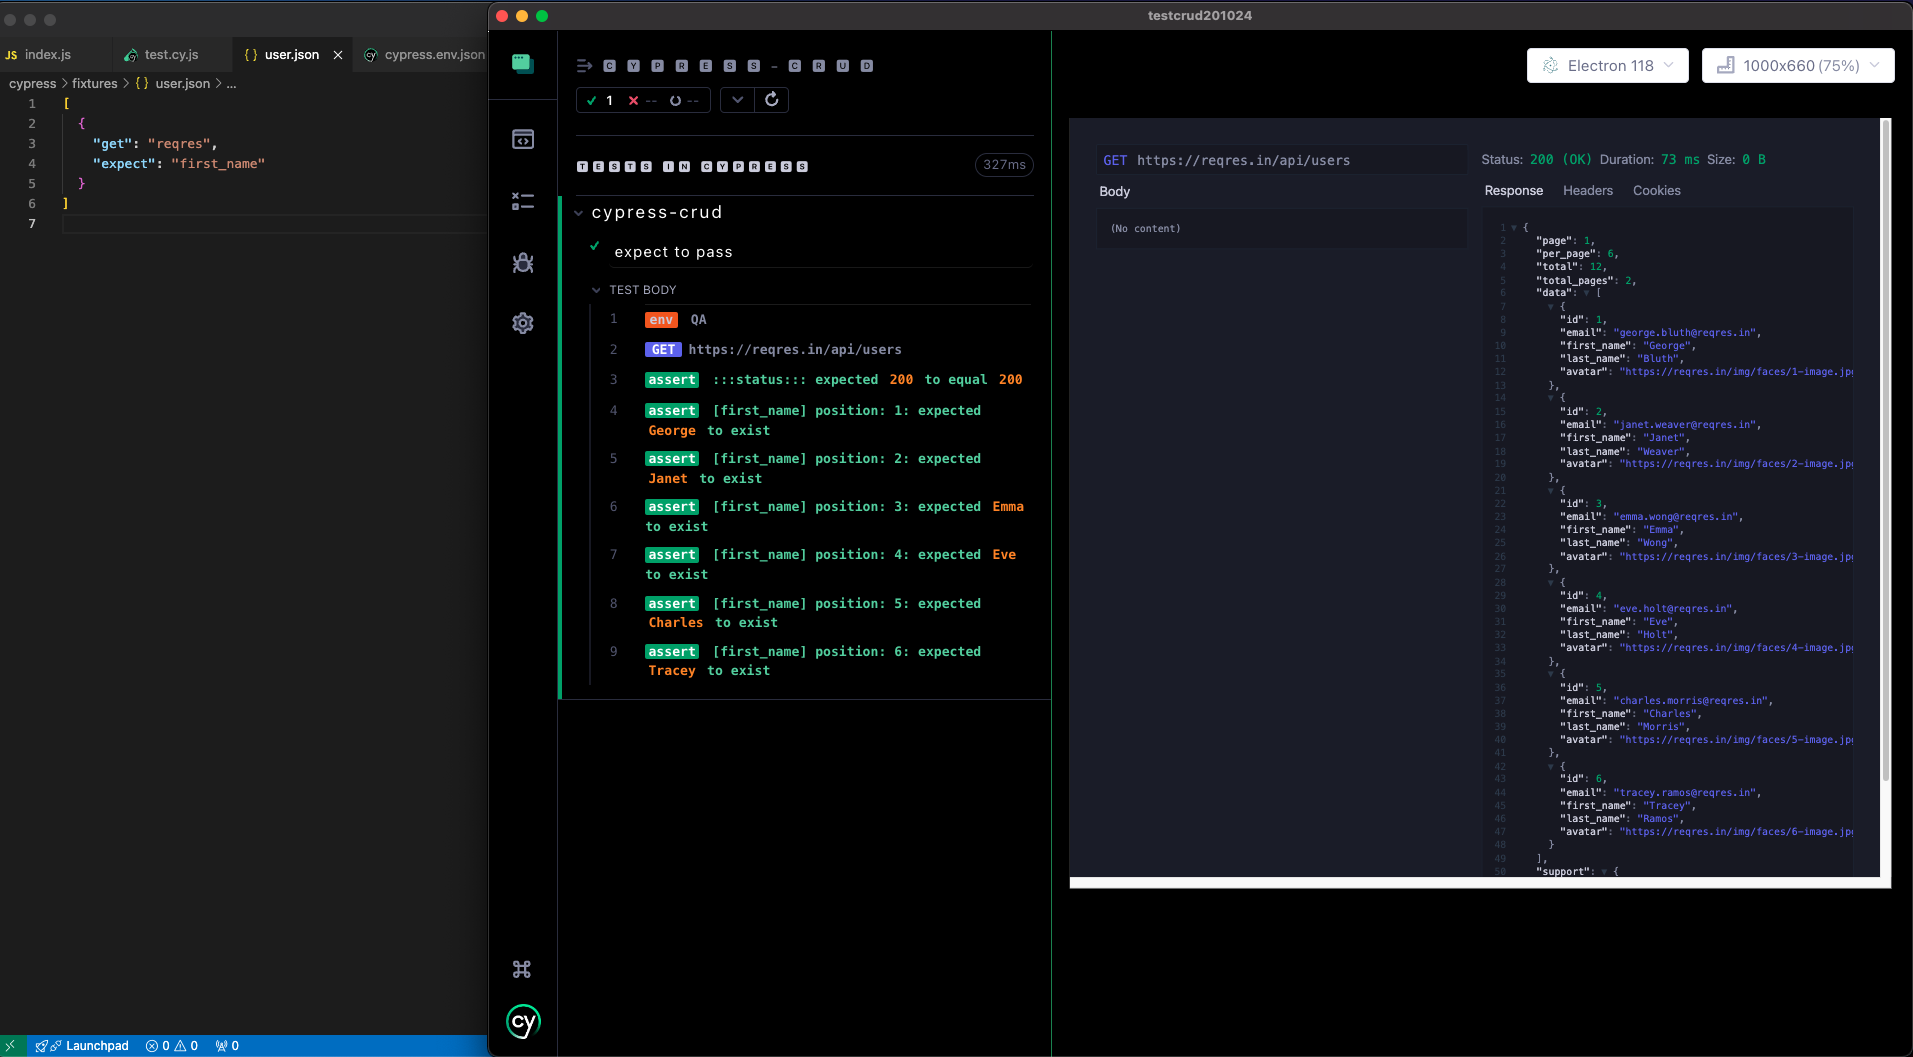 testcrud201024
JS index.js
test.cy.js
{ } user.json
cypress.env.json
cypress > fixtures > { } user.json > ...
1 [
2 {
3 "get": "reqres",
4 "expect": "first_name"
5 }
6 ]
7
Launchpad
0 0
0
CYPRESS-CRUD
1 -- --
TESTS IN CYPRESS
327ms
cypress-crud
expect to pass
TEST BODY
1 env QA
2 GET https://reqres.in/api/users
3 assert :::status::: expected 200 to equal 200
4 assert [first_name] position: 1: expected
George to exist
5 assert [first_name] position: 2: expected
Janet to exist
6 assert [first_name] position: 3: expected Emma
to exist
7 assert [first_name] position: 4: expected Eve
to exist
8 assert [first_name] position: 5: expected
Charles to exist
9 assert [first_name] position: 6: expected
Tracey to exist
cy
Electron 118
1000x660 (75%)
GET https://reqres.in/api/users
Body
(No content)
Status: 200 (OK) Duration: 73 ms Size: 0 B
Response Headers Cookies
1 {
2 "page": 1,
3 "per_page": 6,
4 "total": 12,
5 "total_pages": 2,
6 "data": [
7 {
8 "id": 1,
9 "email": "george.bluth@reqres.in",
10 "first_name": "George",
11 "last_name": "Bluth",
12 "avatar": "https://reqres.in/img/faces/1-image.jpg
13 },
14 {
15 "id": 2,
16 "email": "janet.weaver@reqres.in",
17 "first_name": "Janet",
18 "last_name": "Weaver",
19 "avatar": "https://reqres.in/img/faces/2-image.jpg
20 },
21 {
22 "id": 3,
23 "email": "emma.wong@reqres.in",
24 "first_name": "Emma",
25 "last_name": "Wong",
26 "avatar": "https://reqres.in/img/faces/3-image.jpg
27 },
28 {
29 "id": 4,
30 "email": "eve.holt@reqres.in",
31 "first_name": "Eve",
32 "last_name": "Holt",
33 "avatar": "https://reqres.in/img/faces/4-image.jpg
34 },
35 {
36 "id": 5,
37 "email": "charles.morris@reqres.in",
38 "first_name": "Charles",
39 "last_name": "Morris",
40 "avatar": "https://reqres.in/img/faces/5-image.jpg
41 },
42 {
43 "id": 6,
44 "email": "tracey.ramos@reqres.in",
45 "first_name": "Tracey",
46 "last_name": "Ramos",
47 "avatar": "https://reqres.in/img/faces/6-image.jpg
48 }
49 ],
50 "support": {